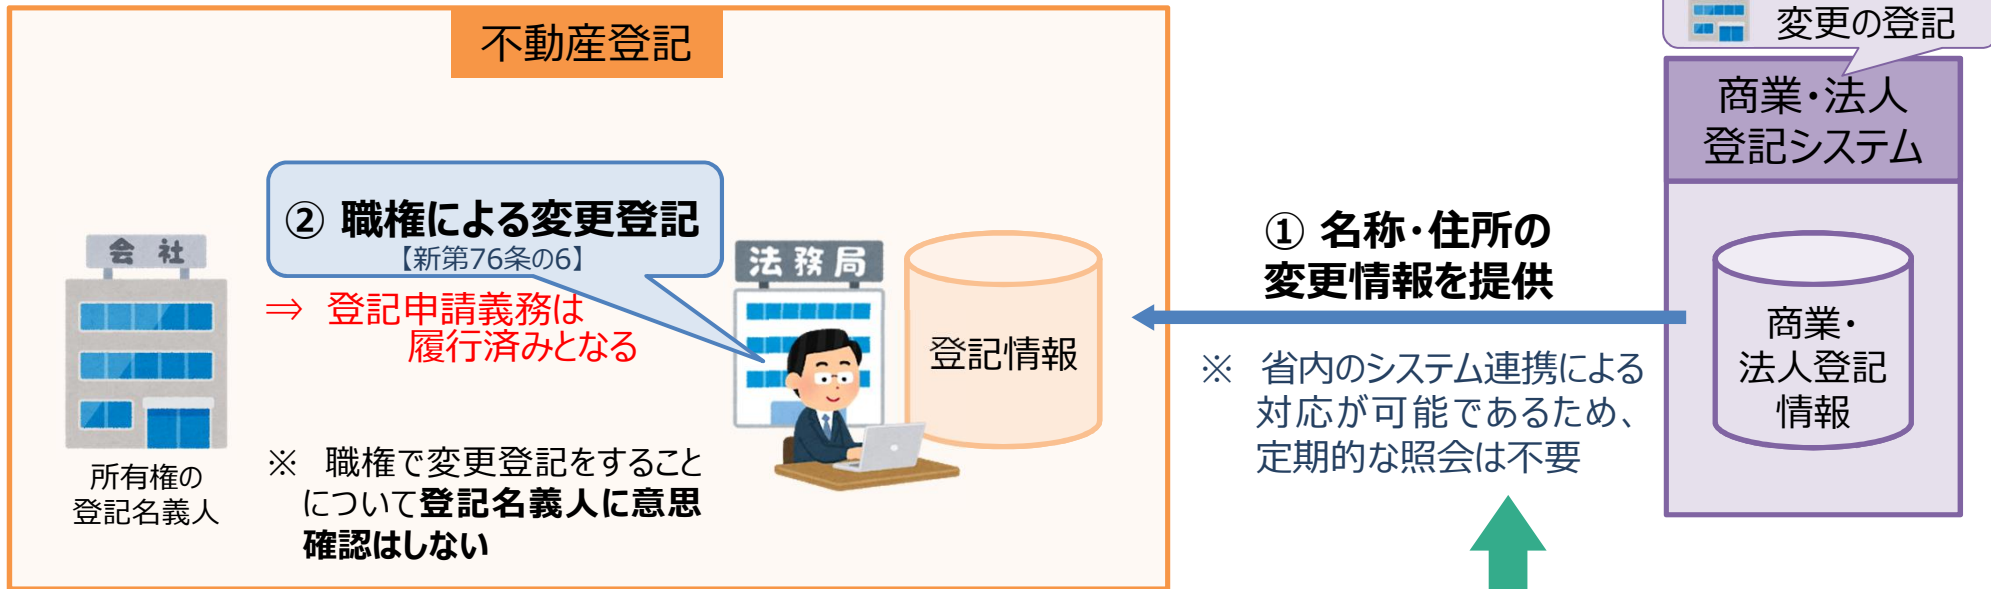 不動産登記
変更の登記
商業・法人
登記システム
② 職権による変更登記
【新第76条の6】
⇒ 登記申請義務は
履行済みとなる
会社
所有権の
登記名義人
※ 職権で変更登記をすること
について登記名義人に意思
確認はしない
法務局
登記情報
① 名称・住所の
変更情報を提供
※ 省内のシステム連携による
対応が可能であるため、
定期的な照会は不要
商業・
法人登記
情報